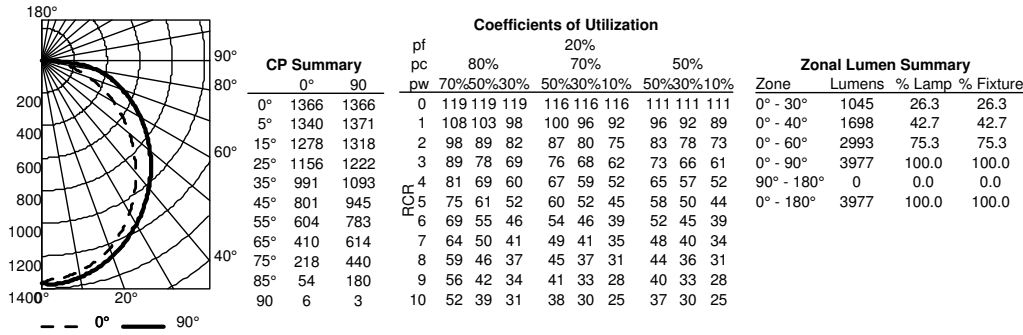 180°
90°
80°
60°
40°
20°
200
400
600
800
1000
1200
1400
0°
0° 90°
CP Summary
0° 90
0° 1366 1366
5° 1340 1371
15° 1278 1318
25° 1156 1222
35° 991 1093
45° 801 945
55° 604 783
65° 410 614
75° 218 440
85° 54 180
90 6 3
Coefficients of Utilization
pf 20%
pc 80% 70% 50%
pw 70%50%30% 50%30%10% 50%30%10%
RCR
0 119 119 119 116 116 116 111 111 111
1 108 103 98 100 96 92 96 92 89
2 98 89 82 87 80 75 83 78 73
3 89 78 69 76 68 62 73 66 61
4 81 69 60 67 59 52 65 57 52
5 75 61 52 60 52 45 58 50 44
6 69 55 46 54 46 39 52 45 39
7 64 50 41 49 41 35 48 40 34
8 59 46 37 45 37 31 44 36 31
9 56 42 34 41 33 28 40 33 28
10 52 39 31 38 30 25 37 30 25
Zonal Lumen Summary
Zone Lumens % Lamp % Fixture
0° - 30° 1045 26.3 26.3
0° - 40° 1698 42.7 42.7
0° - 60° 2993 75.3 75.3
0° - 90° 3977 100.0 100.0
90° - 180° 0 0.0 0.0
0° - 180° 3977 100.0 100.0